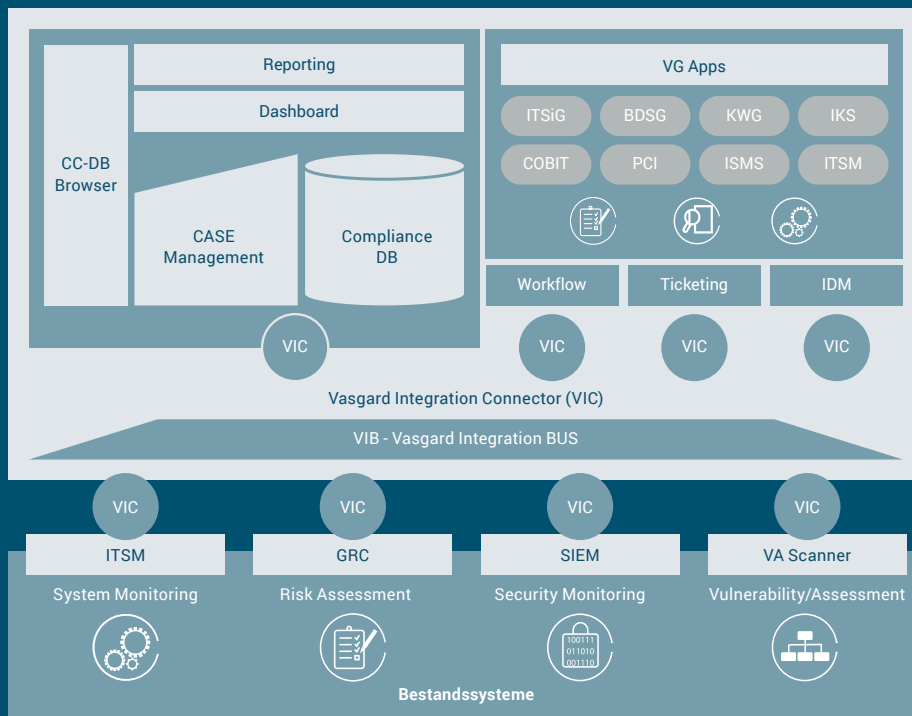 Reporting
Dashboard
CC-DB
Browser
CASE
Management
Compliance
DB
VIC
VG Apps
ITSiG
BDSG
KWG
IKS
COBIT
PCI
ISMS
ITSM
Workflow
Ticketing
IDM
VIC
VIC
VIC
Vasgard Integration Connector (VIC)
VIB - Vasgard Integration BUS
VIC
VIC
VIC
VIC
ITSM
GRC
SIEM
VA Scanner
System Monitoring
Risk Assessment
Security Monitoring
Vulnerability/Assessment
100111
011010
001110
Bestandssysteme